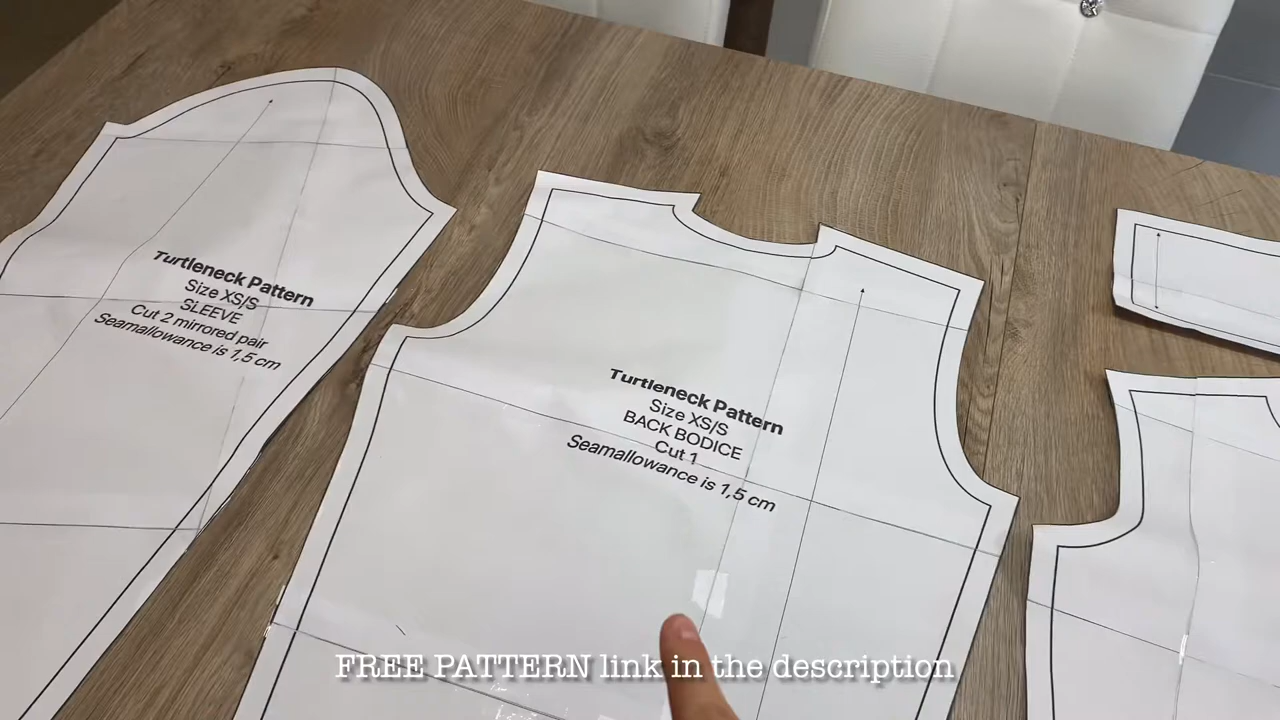 Turtleneck Pattern
Size XS/S
SLEEVE
Cut 2 mirrored pair
Seamallowance is 1,5 cm
Turtleneck Pattern
Size XS/S
BACK BODICE
Cut 1
Seamallowance is 1,5 cm
FREE PATTERN link in the description